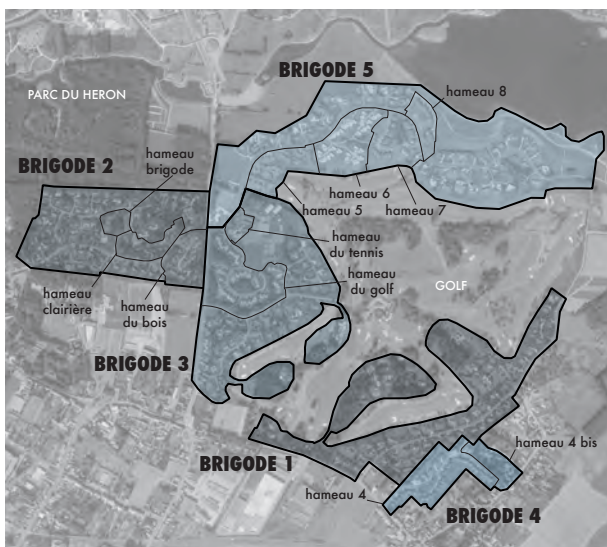 BRIGODE 5
hameau 8
PARC DU HERON
BRIGODE 2
hameau
brigode
hameau 5
hameau 6
hameau 7
hameau
du tennis
hameau
du golf
GOLF
hameau
clairière
hameau
du bois
BRIGODE 3
BRIGODE 1
hameau 4 bis
hameau 4
BRIGODE 4